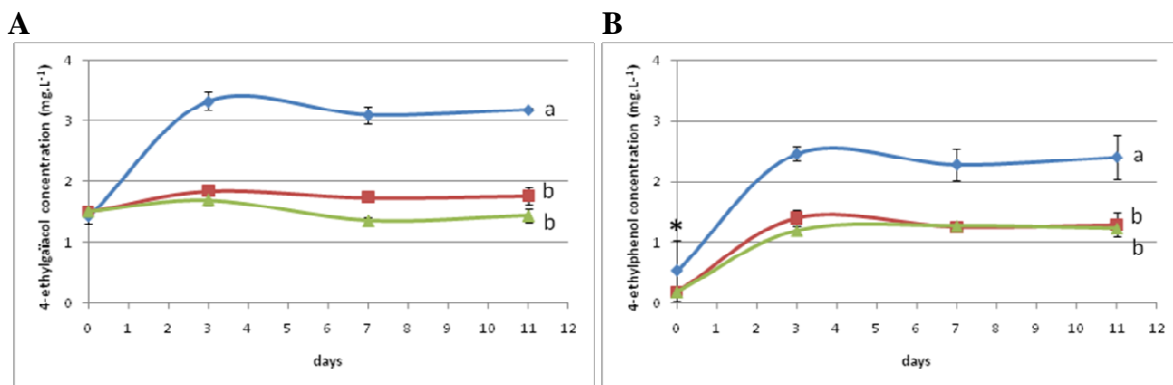 A
4-ethylgaïacol concentration (mg.L-1)
4
3
2
1
0
a
b
b
0 1 2 3 4 5 6 7 8 9 10 11 12
days
B
4-ethylphenol concentration (mg.L-1)
4
3
2
1
0
*
a
b
b
0 1 2 3 4 5 6 7 8 9 10 11 12
days